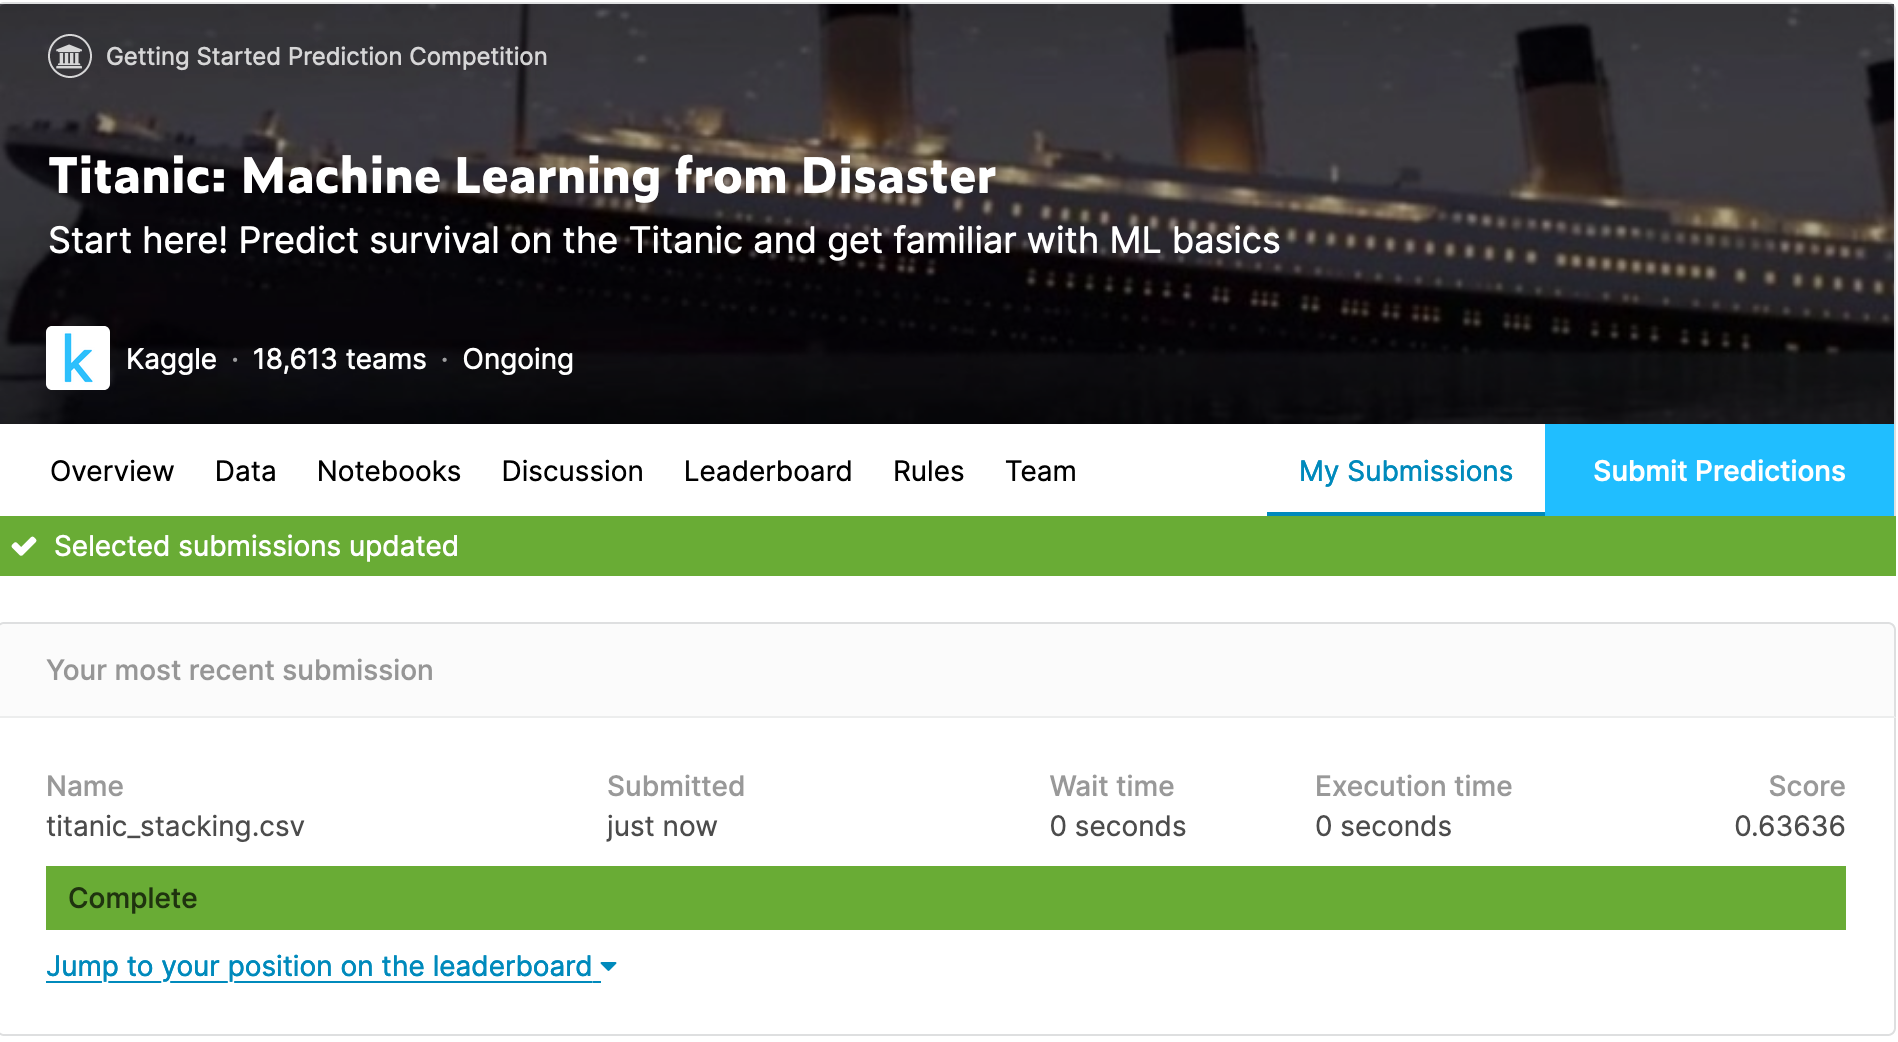 Getting Started Prediction Competition
Titanic: Machine Learning from Disaster
Start here! Predict survival on the Titanic and get familiar with ML basics
k
Kaggle · 18,613 teams · Ongoing
Overview Data Notebooks Discussion Leaderboard Rules Team My Submissions Submit Predictions
Selected submissions updated
Your most recent submission
Name Submitted Wait time Execution time Score
titanic_stacking.csv just now 0 seconds 0 seconds 0.63636
Complete
Jump to your position on the leaderboard